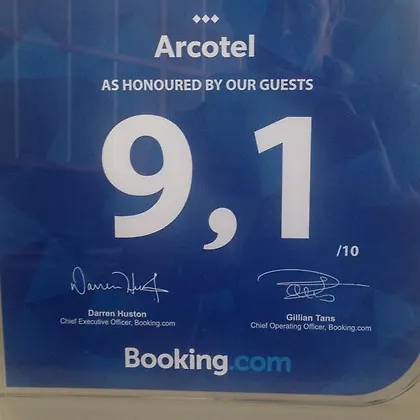 Arcotel
AS HONOURED BY OUR GUESTS
9,1
/10
Darren Huston
Chief Executive Officer, Booking.com
Gillian Tans
Chief Operating Officer, Booking.com
Booking.com